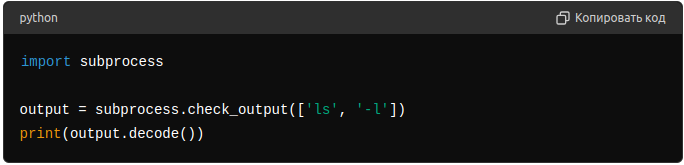 python
Копировать код
import subprocess
output = subprocess.check_output(['ls', '-l'])
print(output.decode())